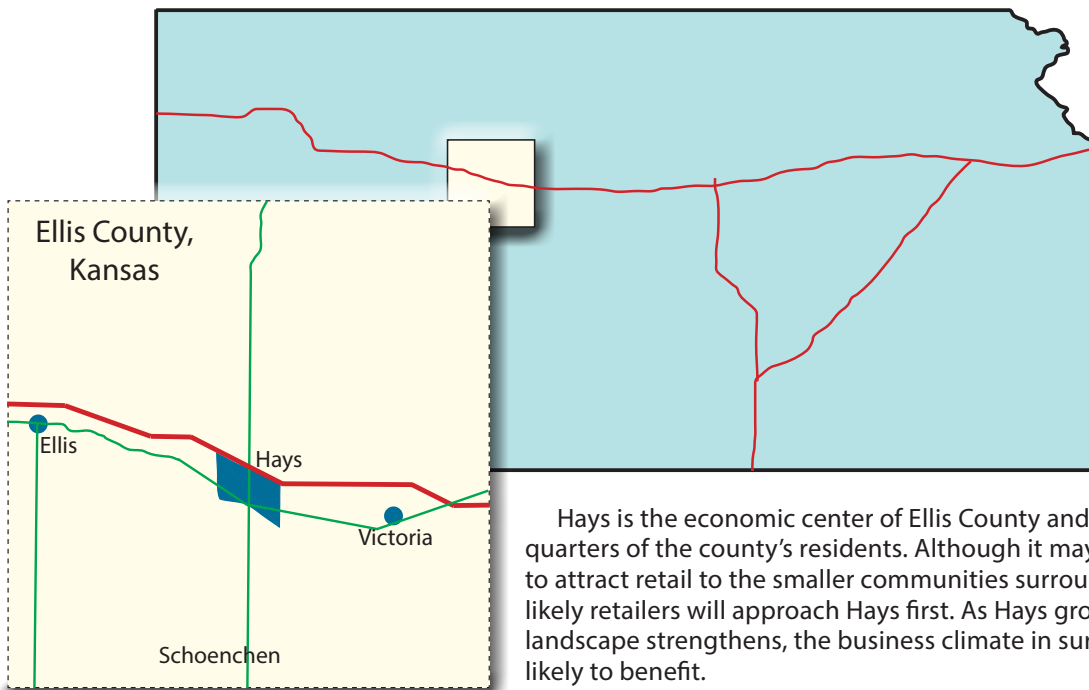 Ellis County,
Kansas
Ellis
Hays
Victoria
Schoenchen
Hays is the economic center of Ellis County and
quarters of the county’s residents. Although it may
to attract retail to the smaller communities surrou
likely retailers will approach Hays first. As Hays gro
landscape strengthens, the business climate in sur
likely to benefit.